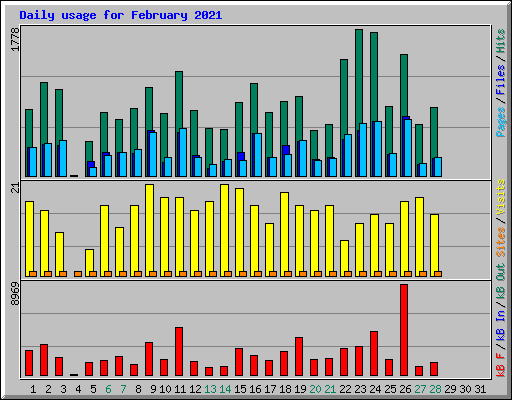 Daily usage for February 2021
1778
21
8969
Pages / Files / Hits
Sites / Visits
kB F / kB In / kB Out
1 2 3 4 5 6 7 8 9 10 11 12 13 14 15 16 17 18 19 20 21 22 23 24 25 26 27 28 29 30 31